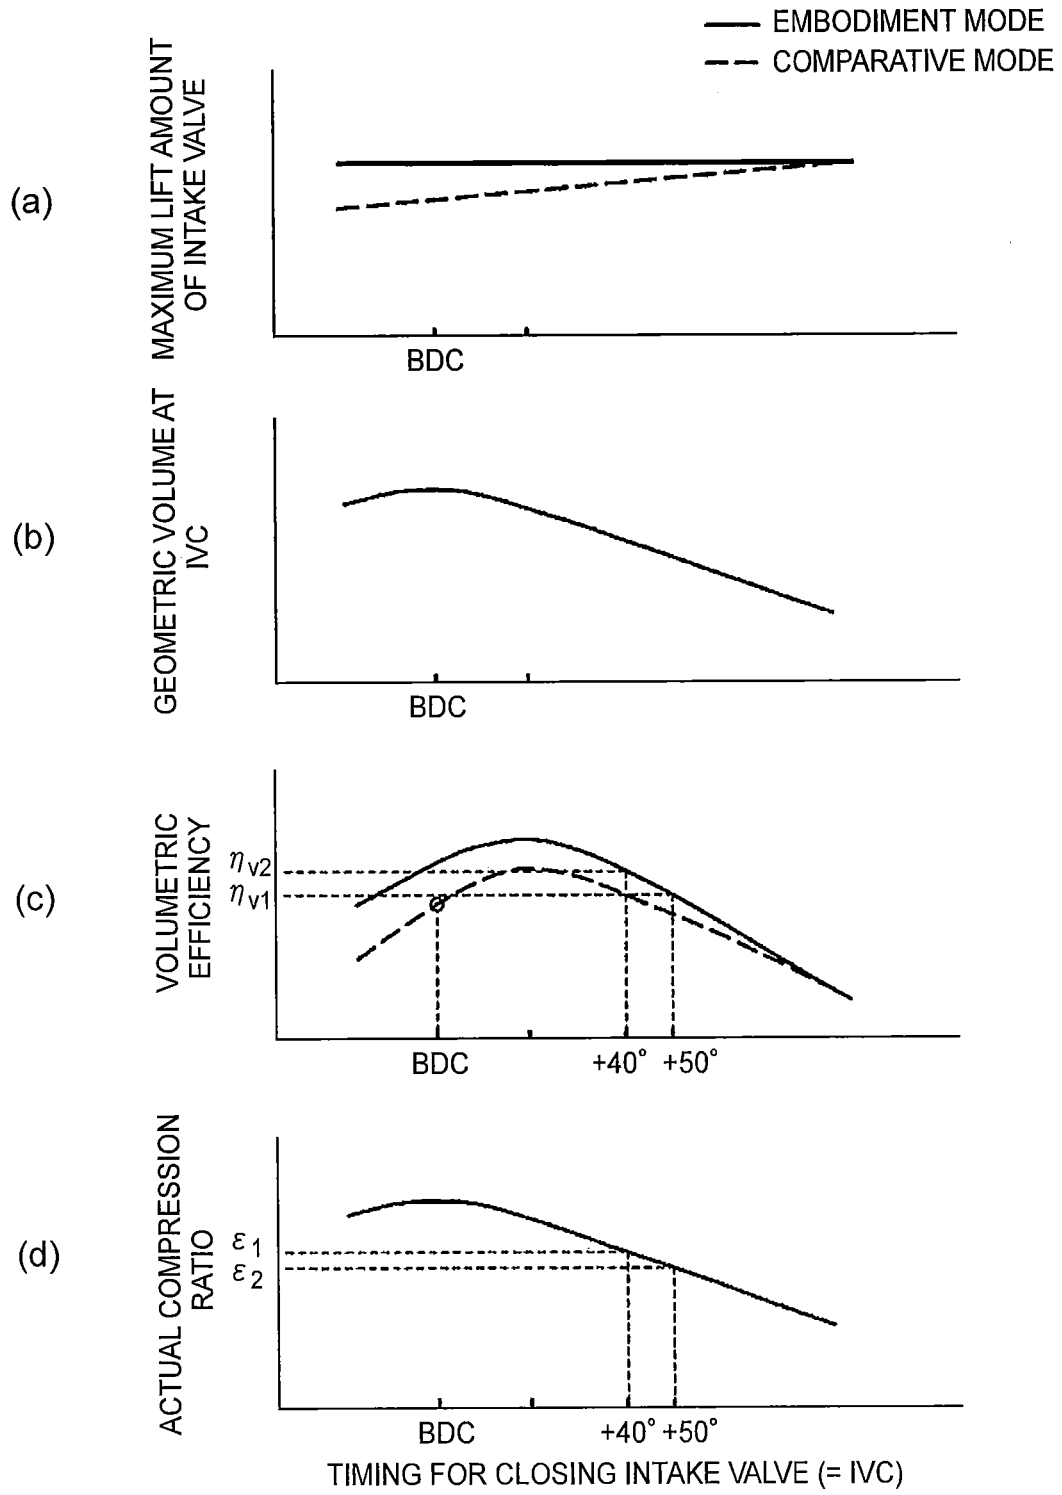 EMBODIMENT MODE
COMPARATIVE MODE
(a)
MAXIMUM LIFT AMOUNT
OF INTAKE VALVE
BDC
(b)
GEOMETRIC VOLUME AT
IVC
BDC
(c)
VOLUMETRIC
EFFICIENCY
ηv2
ηv1
BDC
+40°
+50°
(d)
ACTUAL COMPRESSION
RATIO
ε1
ε2
BDC
+40°
+50°
TIMING FOR CLOSING INTAKE VALVE (= IVC)